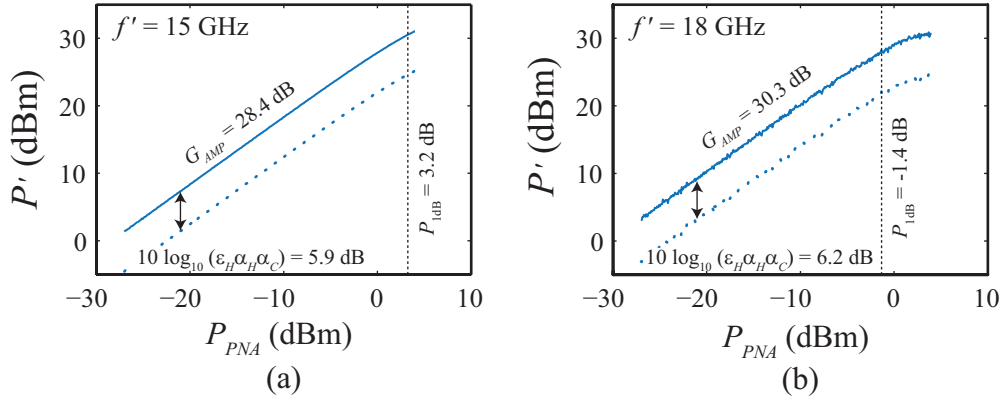 f' = 15 GHz
30
20
10
0
P' (dBm)
G_AMP = 28.4 dB
P_1dB = 3.2 dB
10 log₁₀ (ε_H α_H α_C) = 5.9 dB
−30 −20 −10 0 10
P_PNA (dBm)
(a)
f' = 18 GHz
30
20
10
0
P' (dBm)
G_AMP = 30.3 dB
P_1dB = -1.4 dB
10 log₁₀ (ε_H α_H α_C) = 6.2 dB
−30 −20 −10 0 10
P_PNA (dBm)
(b)